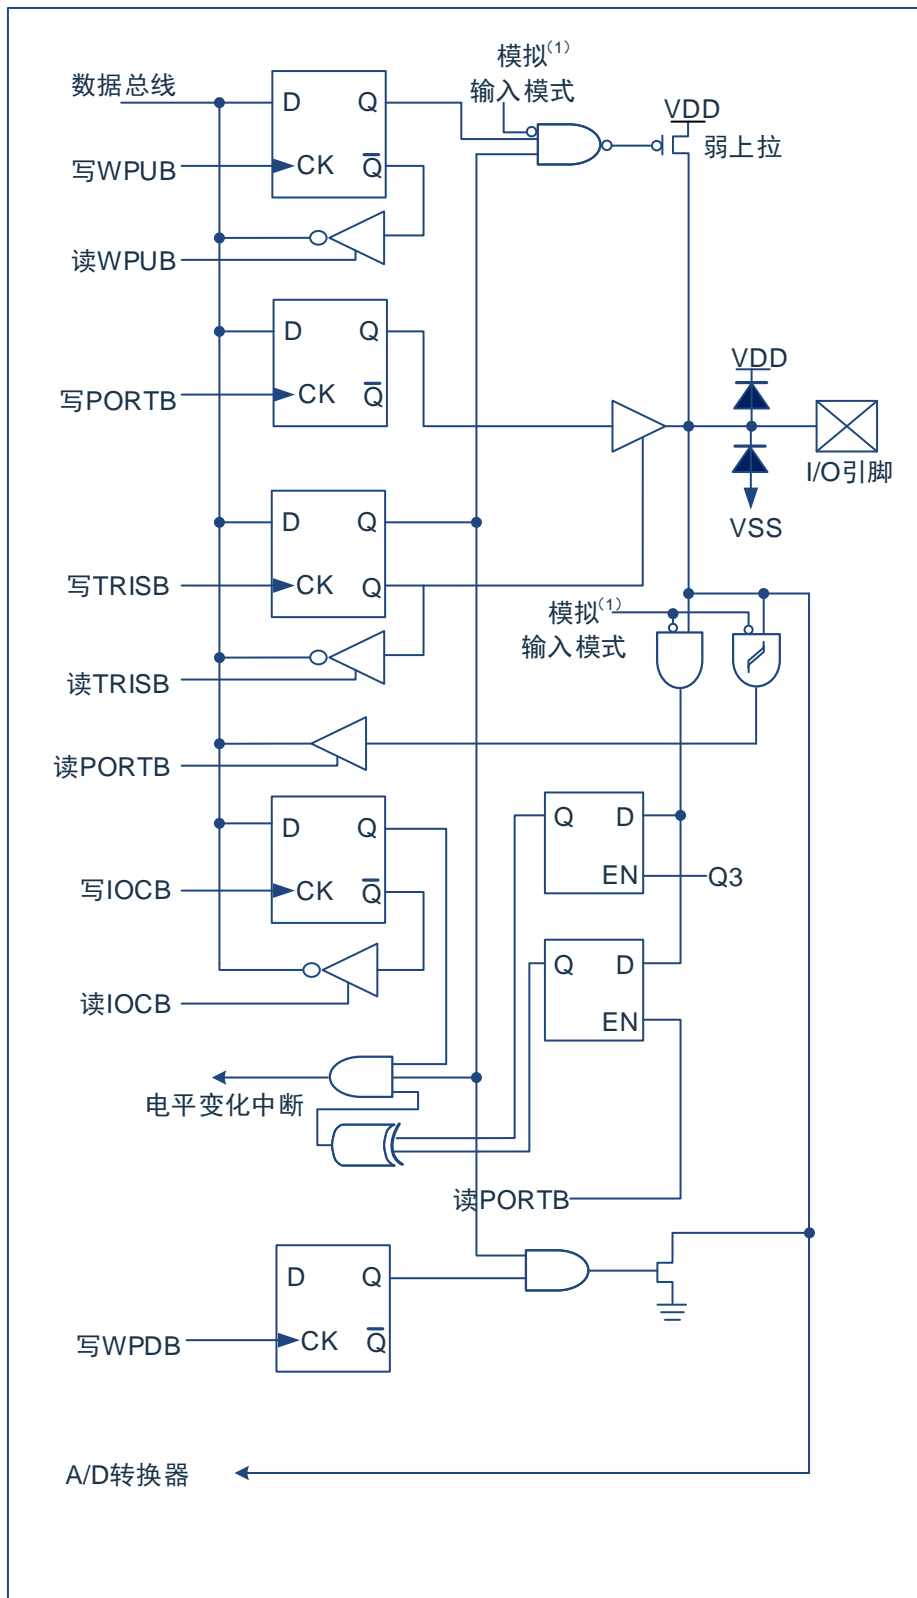 模拟(1)
输入模式
数据总线
D Q
VDD
弱上拉
写WPUB
CK Q
读WPUB
D Q
VDD
写PORTB
CK Q
I/O引脚
VSS
D Q
写TRISB
CK Q
模拟(1)
输入模式
读TRISB
读PORTB
D Q
Q D
写IOCB
CK Q
EN
Q3
Q D
读IOCB
EN
电平变化中断
读PORTB
D Q
写WPDB
CK Q
A/D转换器